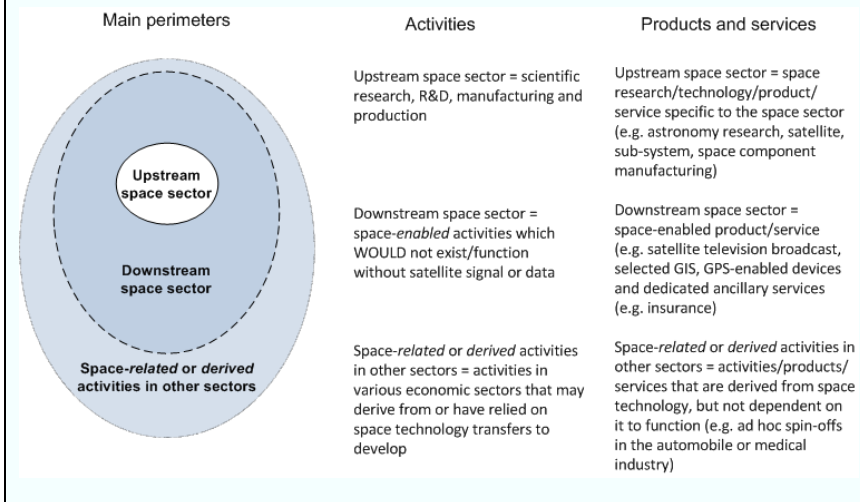 Main perimeters
Activities
Products and services
Upstream
space sector
Downstream
space sector
Space-related or derived
activities in other sectors
Upstream space sector = scientific
research, R&D, manufacturing and
production
Downstream space sector =
space-enabled activities which
WOULD not exist/function
without satellite signal or data
Space-related or derived activities
in other sectors = activities in
various economic sectors that may
derive from or have relied on
space technology transfers to
develop
Upstream space sector = space
research/technology/product/
service specific to the space sector
(e.g. astronomy research, satellite,
sub-system, space component
manufacturing)
Downstream space sector =
space-enabled product/service
(e.g. satellite television broadcast,
selected GIS, GPS-enabled devices
and dedicated ancillary services
(e.g. insurance)
Space-related or derived activities in
other sectors = activities/products/
services that are derived from space
technology, but not dependent on
it to function (e.g. ad hoc spin-offs
in the automobile or medical
industry)